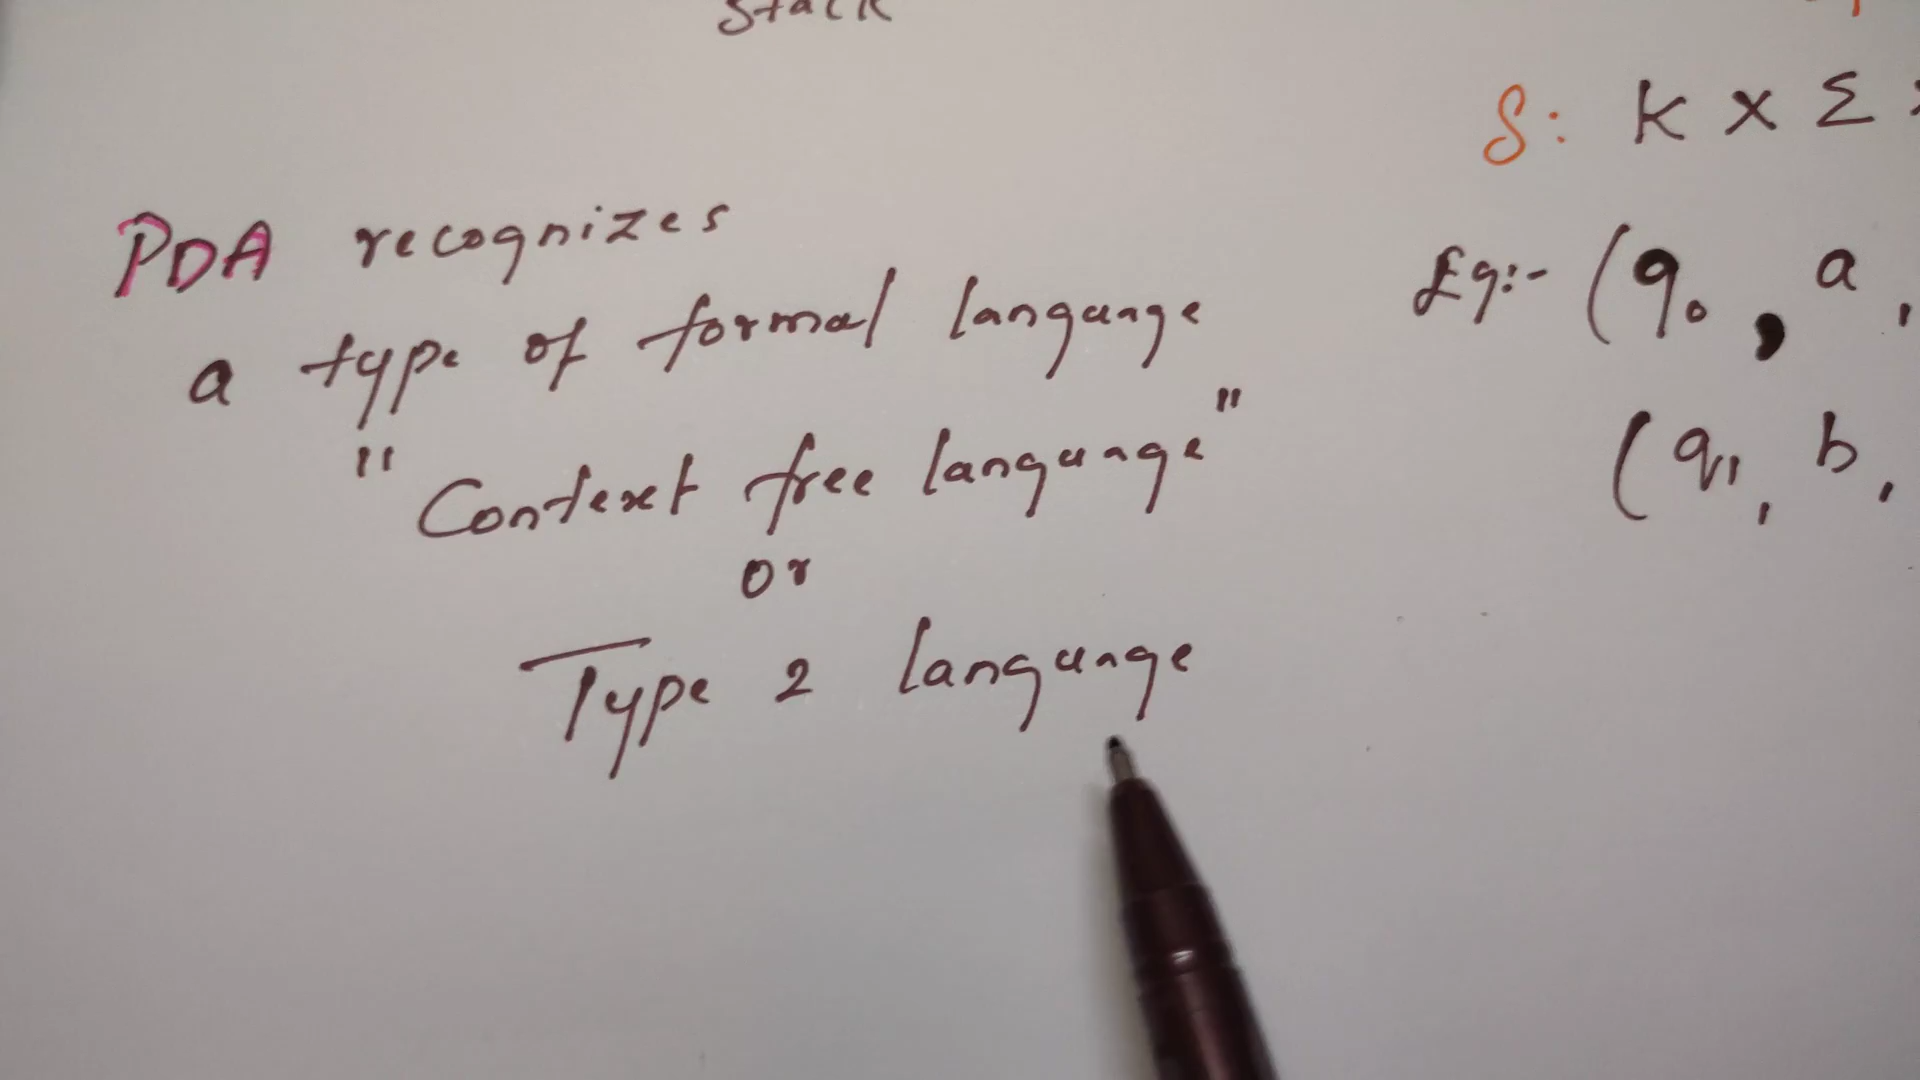 Stack
PDA recognizes
a type of formal language
"Context free language"
or
Type 2 language
δ: K × Σ
Eg:- (q₀, a,
(q₁, b,